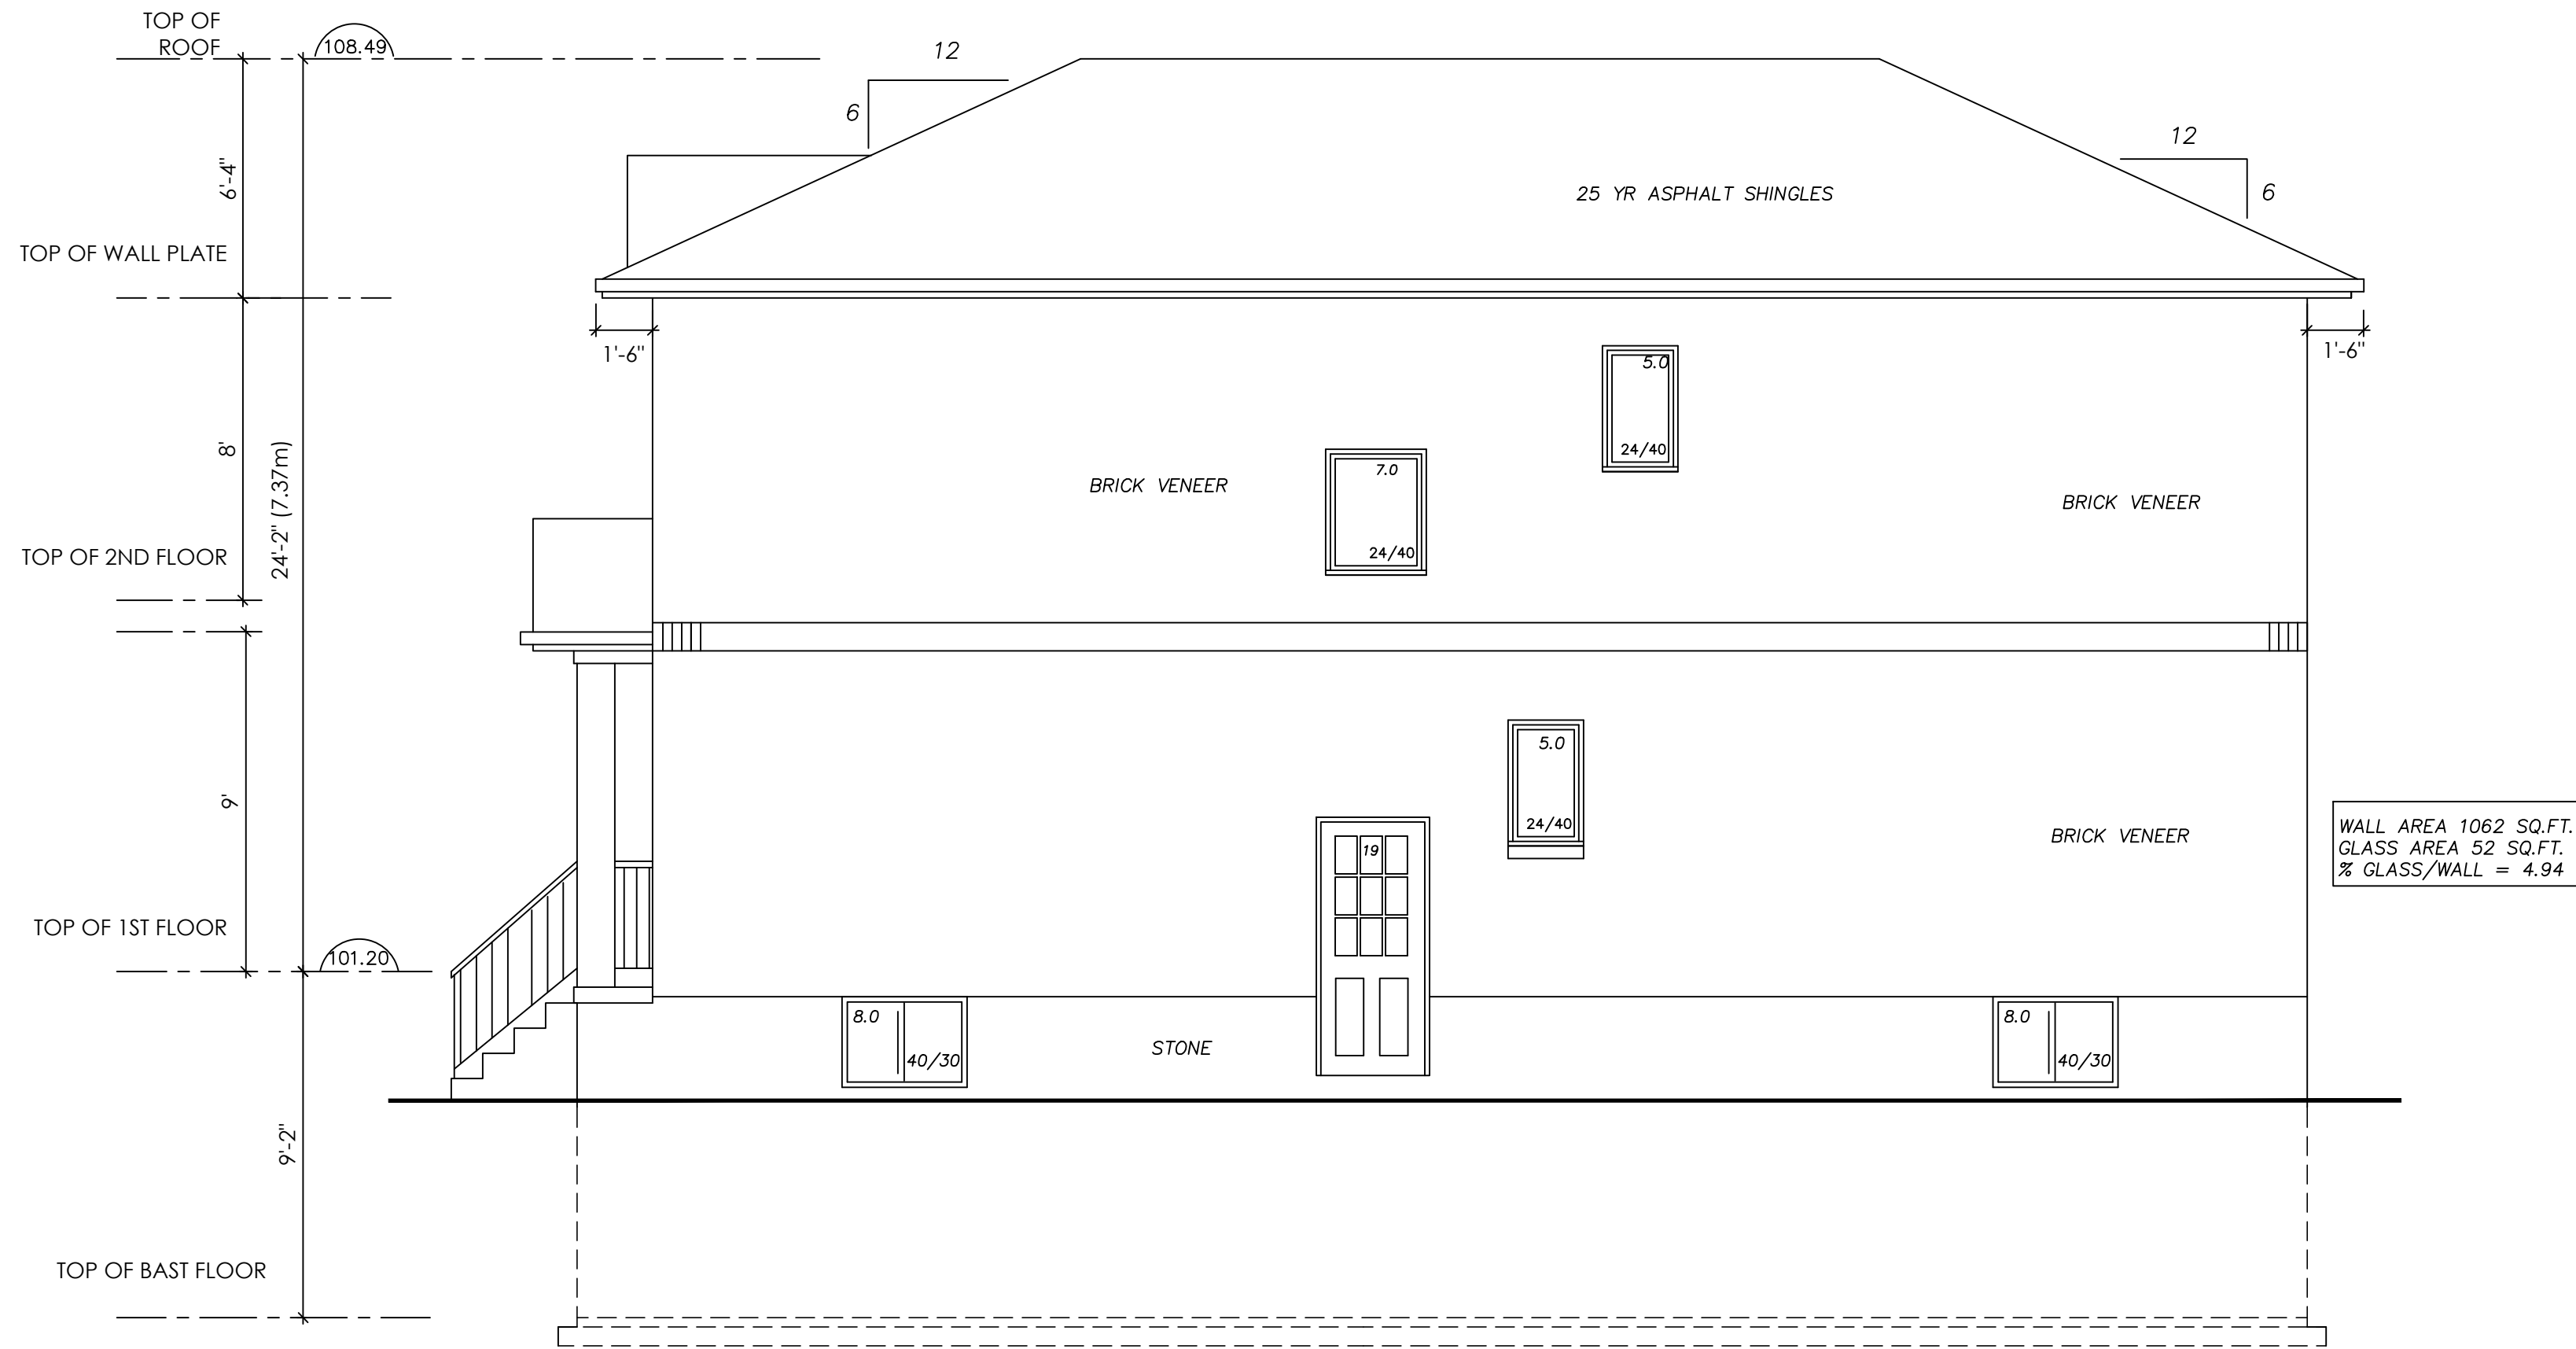 TOP OF
ROOF
108.49
12
6
12
6
6'-4"
25 YR ASPHALT SHINGLES
TOP OF WALL PLATE
1'-6"
1'-6"
5.0
24/40
8'
24'-2" (7.37m)
7.0
24/40
BRICK VENEER
BRICK VENEER
TOP OF 2ND FLOOR
9'
5.0
24/40
19
BRICK VENEER
WALL AREA 1062 SQ.FT.
GLASS AREA 52 SQ.FT.
% GLASS/WALL = 4.94
TOP OF 1ST FLOOR
101.20
8.0
40/30
STONE
8.0
40/30
9'-2"
TOP OF BAST FLOOR